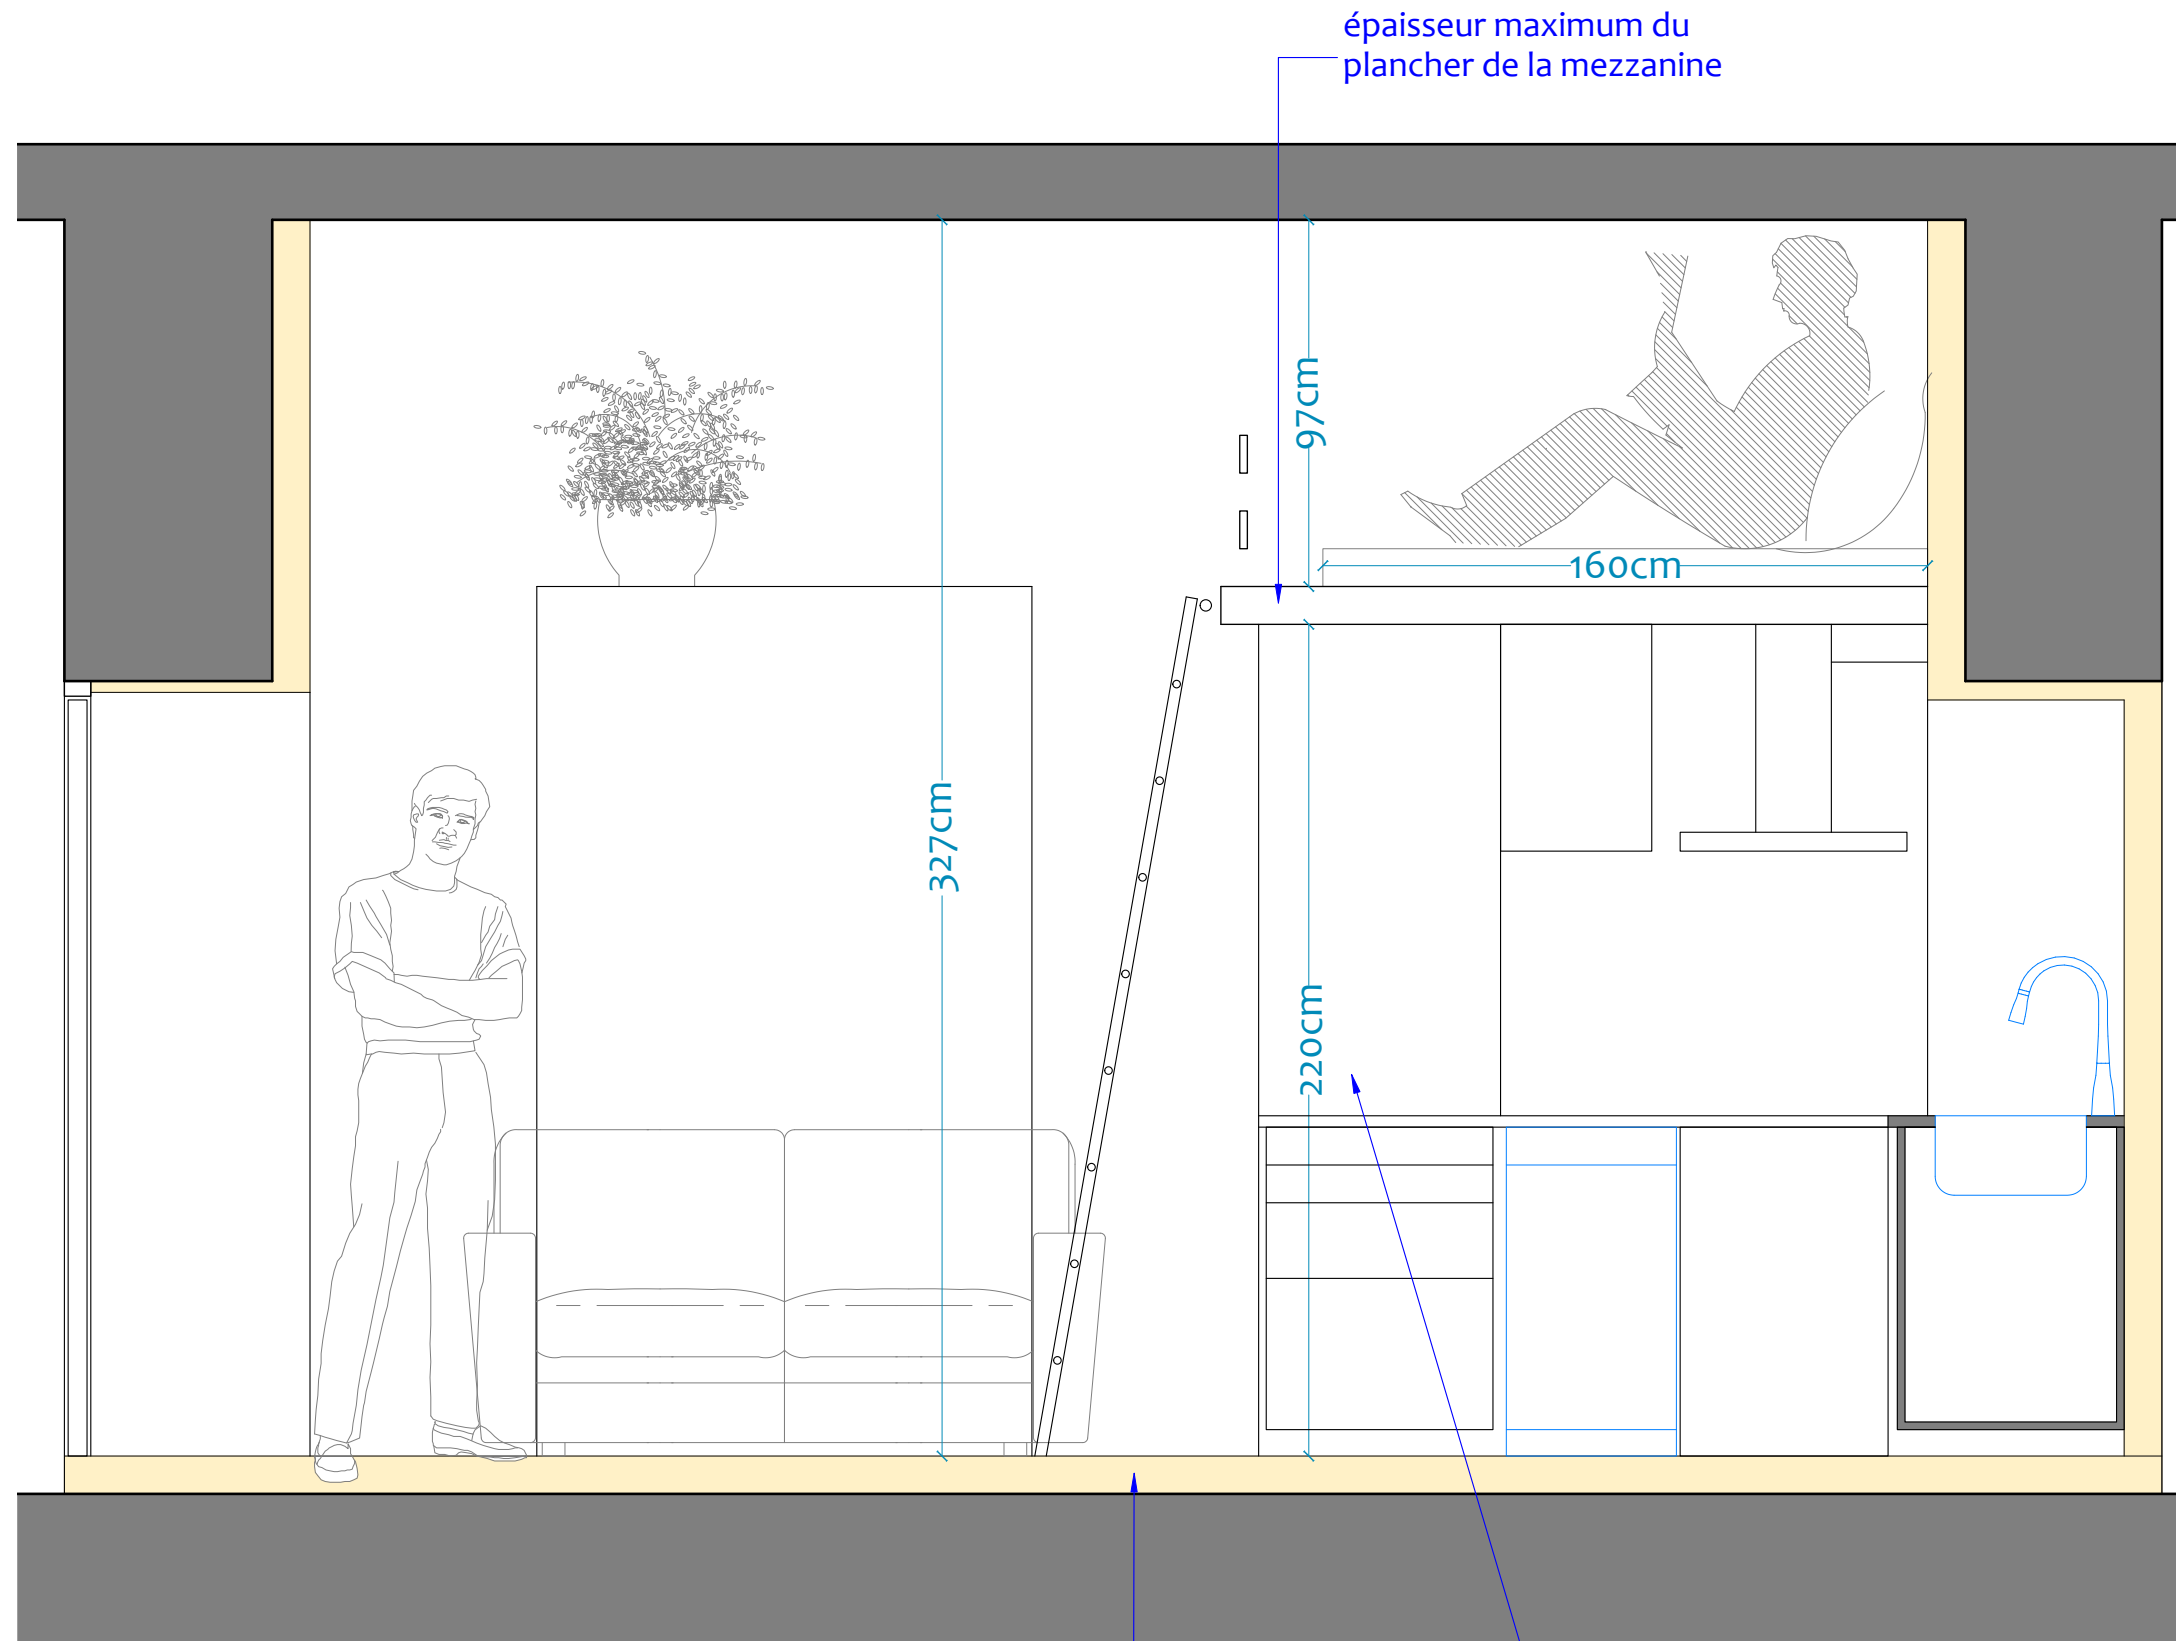 épaisseur maximum du
plancher de la mezzanine
97cm
160cm
327cm
220cm